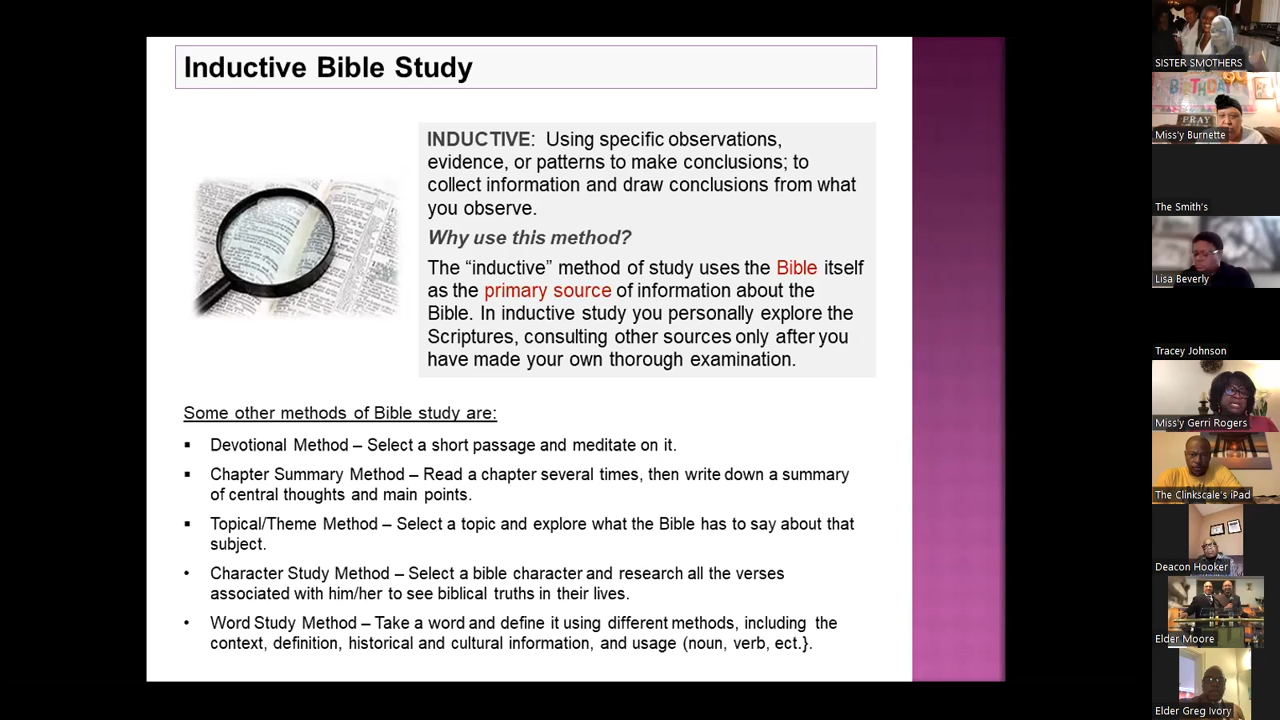 Inductive Bible Study
INDUCTIVE:  Using specific observations,
evidence, or patterns to make conclusions; to
collect information and draw conclusions from what
you observe.
Why use this method?
The “inductive” method of study uses the Bible itself
as the primary source of information about the
Bible. In inductive study you personally explore the
Scriptures, consulting other sources only after you
have made your own thorough examination.
Some other methods of Bible study are:
▪ Devotional Method – Select a short passage and meditate on it.
▪ Chapter Summary Method – Read a chapter several times, then write down a summary
of central thoughts and main points.
▪ Topical/Theme Method – Select a topic and explore what the Bible has to say about that
subject.
• Character Study Method – Select a bible character and research all the verses
associated with him/her to see biblical truths in their lives.
• Word Study Method – Take a word and define it using different methods, including the
context, definition, historical and cultural information, and usage (noun, verb, ect.}.
SISTER SMOTHERS
BIRTHDAY
PRAY
Miss'y Burnette
The Smith's
Lisa Beverly
Tracey Johnson
Miss'y Gerri Rogers
The Clinkscale's iPad
Deacon Hooker
Elder Moore
Elder Greg Ivory